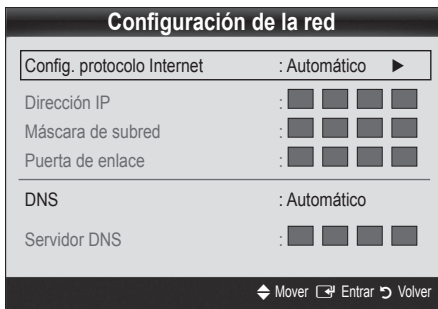 Configuración de la red
Config. protocolo Internet : Automático ►
Dirección IP :
Máscara de subred :
Puerta de enlace :
DNS : Automático
Servidor DNS :
Mover Entrar Volver